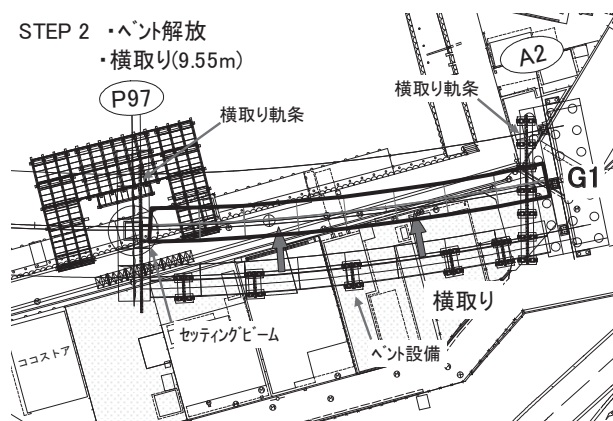 STEP 2 ・ベント解放
・横取り(9.55m)
P97
横取り軌条
横取り軌条
A2
G1
横取り
セッティングビーム
ベント設備
ココストア